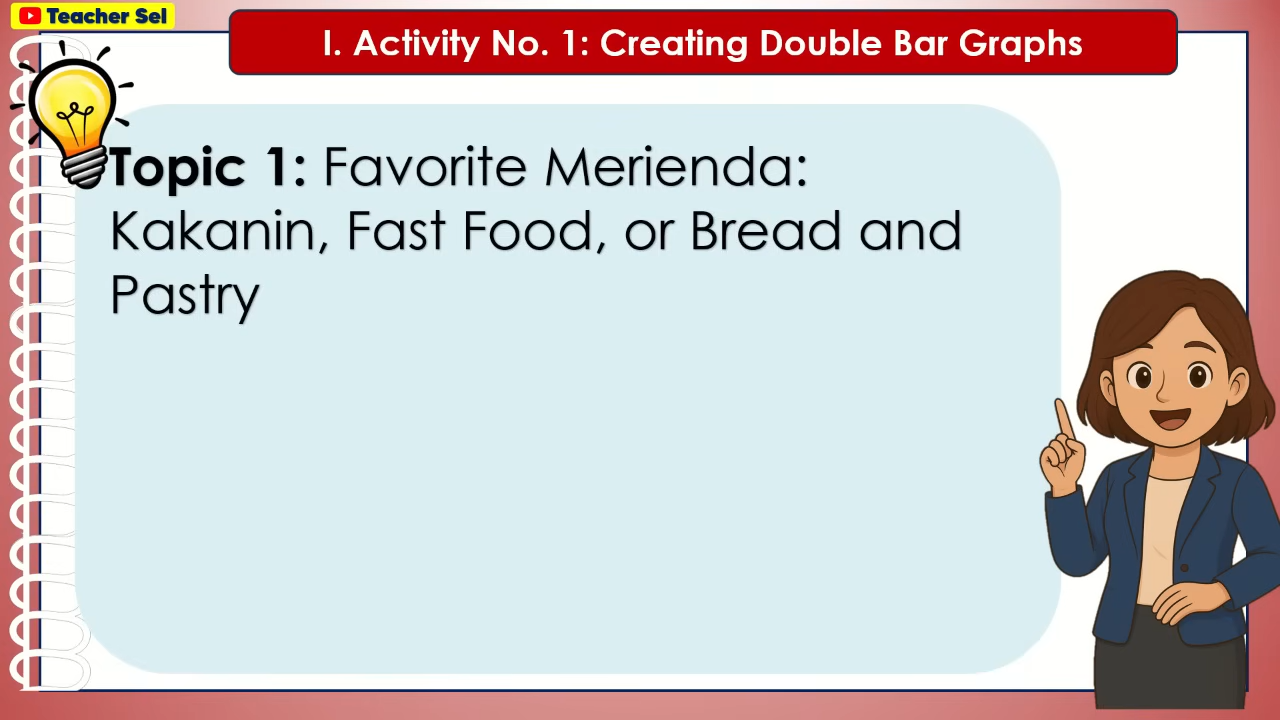 Teacher Sel
I. Activity No. 1: Creating Double Bar Graphs
Topic 1: Favorite Merienda:
Kakanin, Fast Food, or Bread and
Pastry